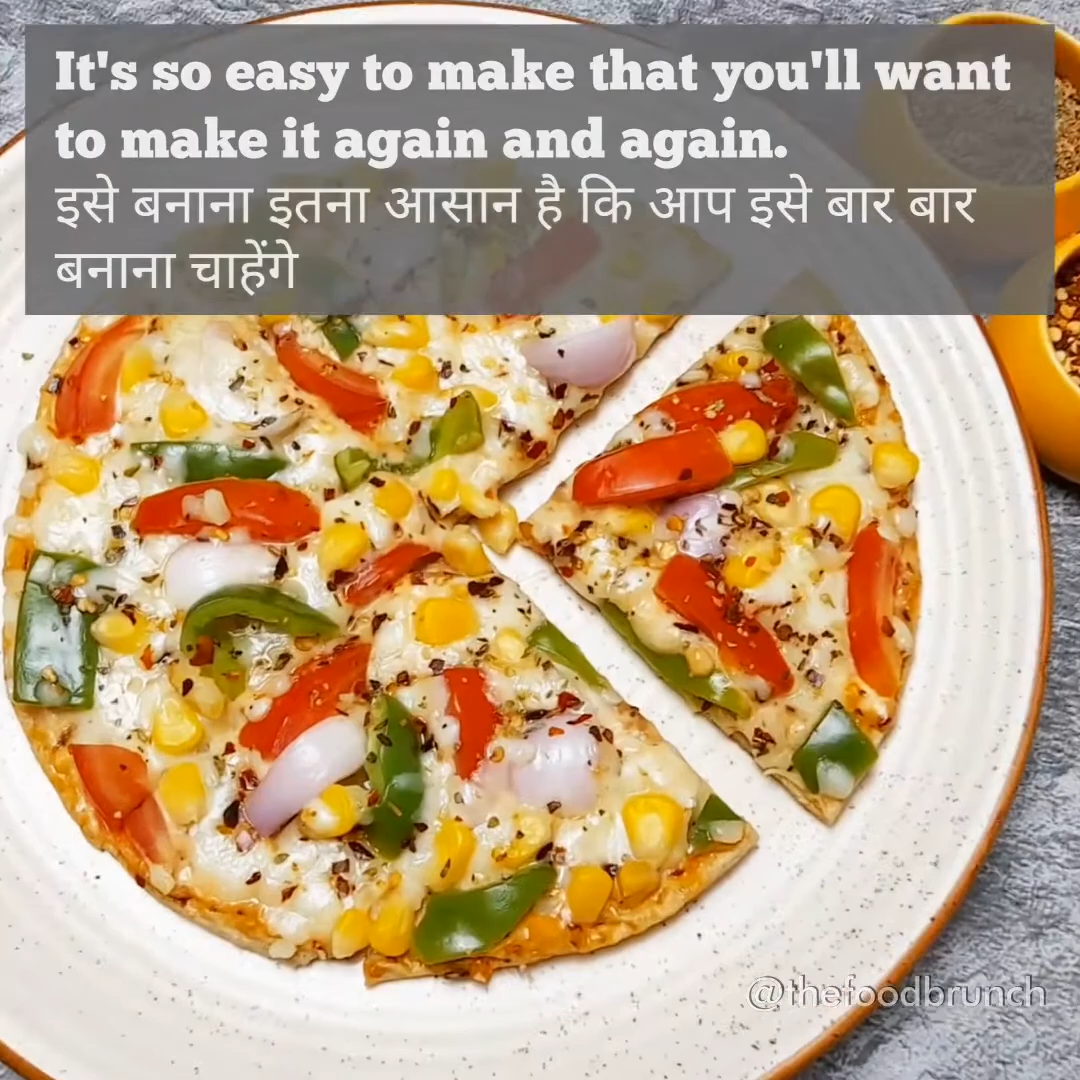 It's so easy to make that you'll want
to make it again and again.
इसे बनाना इतना आसान है कि आप इसे बार बार
बनाना चाहेंगे
@thefoodbrunch